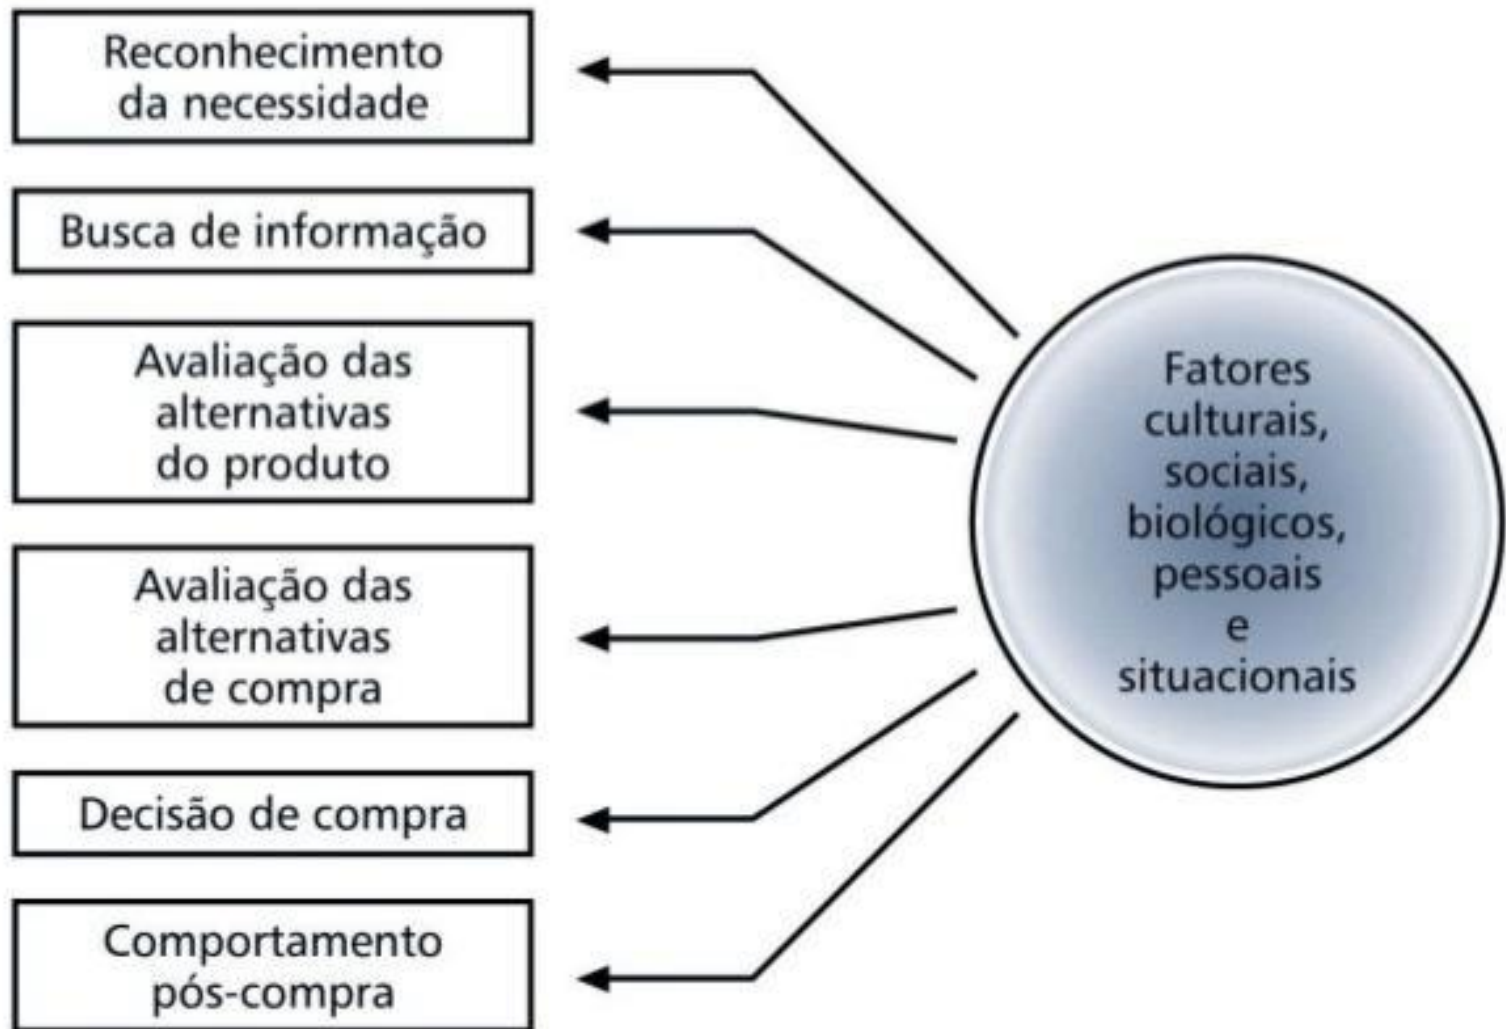 Reconhecimento
da necessidade
Busca de informação
Avaliação das
alternativas
do produto
Avaliação das
alternativas
de compra
Decisão de compra
Comportamento
pós-compra
Fatores
culturais,
sociais,
biológicos,
pessoais
e
situacionais